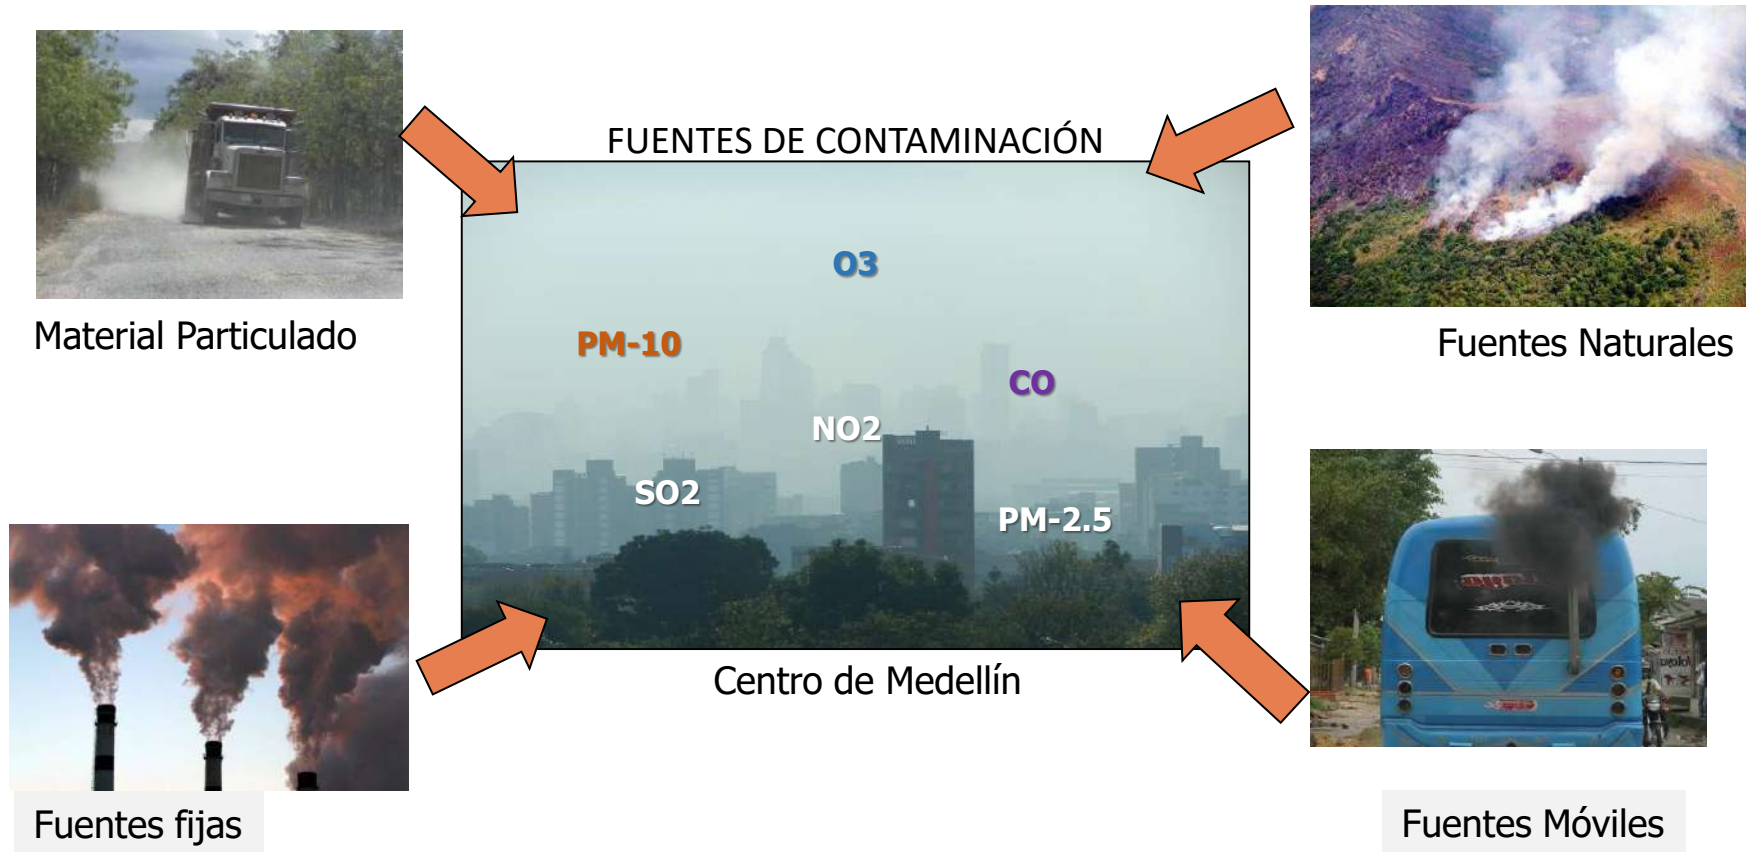 FUENTES DE CONTAMINACIÓN
O3
PM-10
CO
NO2
SO2
PM-2.5
Centro de Medellín
Material Particulado
Fuentes Naturales
Fuentes fijas
Fuentes Móviles